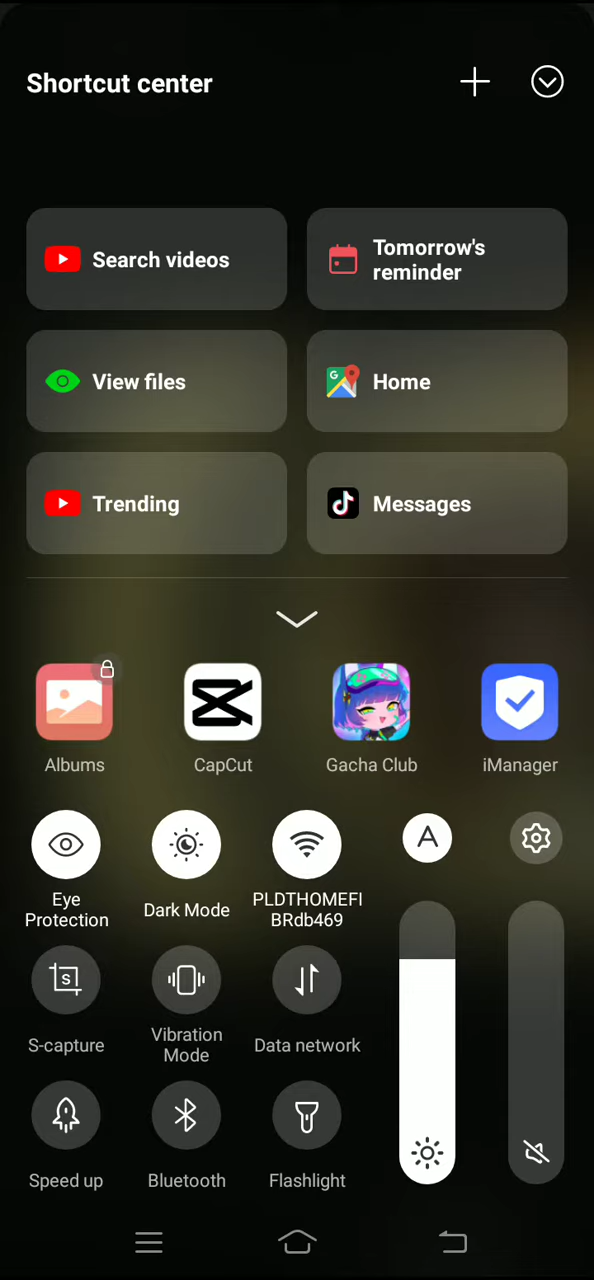 Shortcut center
Search videos
Tomorrow's
reminder
View files
Home
Trending
Messages
Albums
CapCut
Gacha Club
iManager
A
Eye
Protection
Dark Mode
PLDTHOMEFI
BRdb469
S
S-capture
Vibration
Mode
Data network
Speed up
Bluetooth
Flashlight